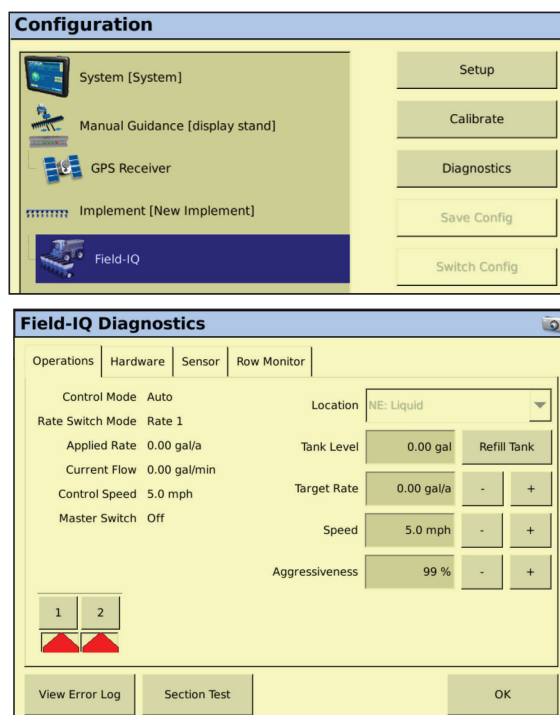 Configuration
System [System]
Manual Guidance [display stand]
GPS Receiver
Implement [New Implement]
Field-IQ
Setup
Calibrate
Diagnostics
Save Config
Switch Config
Field-IQ Diagnostics
Operations Hardware Sensor Row Monitor
Control Mode Auto
Rate Switch Mode Rate 1
Applied Rate 0.00 gal/a
Current Flow 0.00 gal/min
Control Speed 5.0 mph
Master Switch Off
Location NE: Liquid
Tank Level 0.00 gal Refill Tank
Target Rate 0.00 gal/a - +
Speed 5.0 mph - +
Aggressiveness 99 % - +
1 2
View Error Log Section Test OK